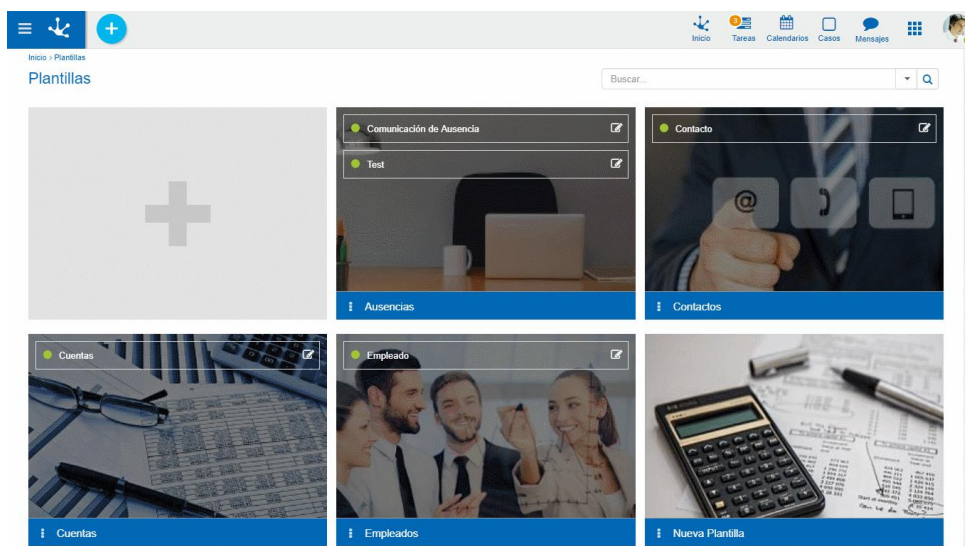 3
Inicio
Tareas
Calendarios
Casos
Mensajes
Inicio > Plantillas
Plantillas
Buscar...
Comunicación de Ausencia
Test
Contacto
@
Ausencias
Contactos
Cuentas
Empleado
Cuentas
Empleados
Nueva Plantilla